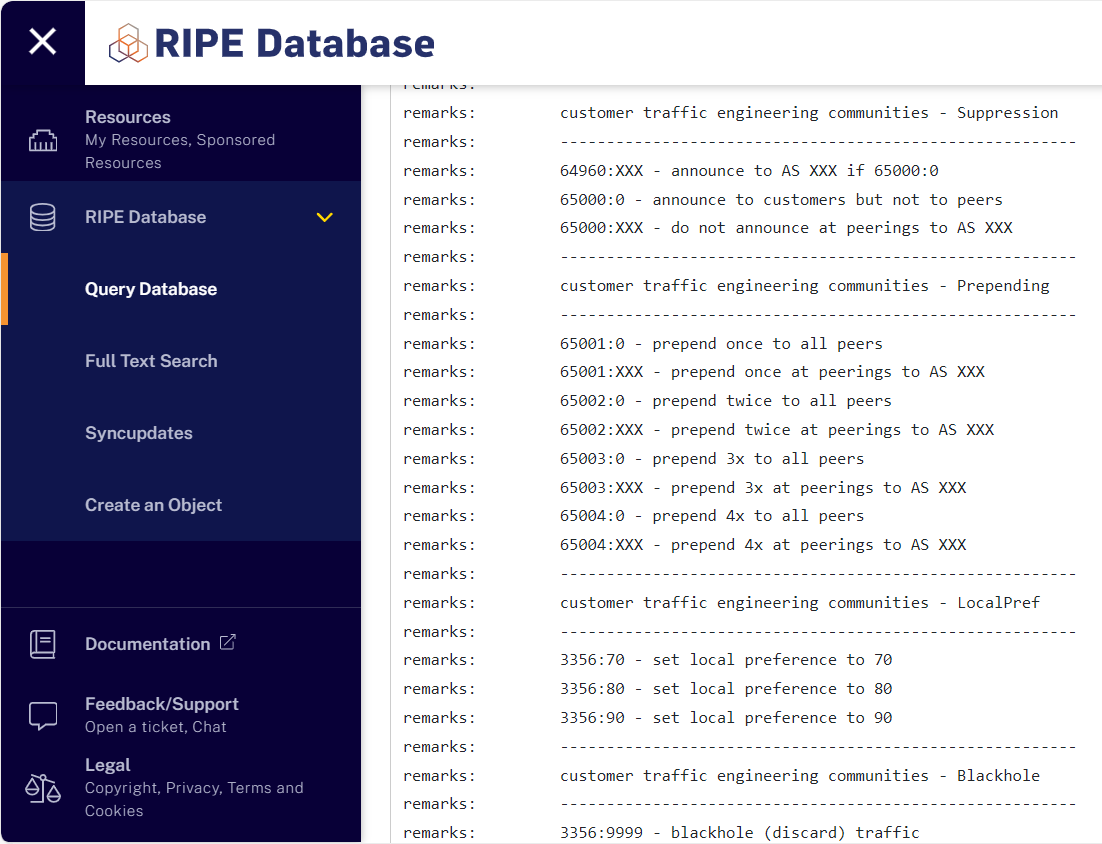 RIPE Database
Resources
My Resources, Sponsored
Resources
RIPE Database
Query Database
Full Text Search
Syncupdates
Create an Object
Documentation
Feedback/Support
Open a ticket, Chat
Legal
Copyright, Privacy, Terms and
Cookies
remarks:
remarks: customer traffic engineering communities - Suppression
remarks: --------------------------------------------------------
remarks: 64960:XXX - announce to AS XXX if 65000:0
remarks: 65000:0 - announce to customers but not to peers
remarks: 65000:XXX - do not announce at peerings to AS XXX
remarks: --------------------------------------------------------
remarks: customer traffic engineering communities - Prepending
remarks: --------------------------------------------------------
remarks: 65001:0 - prepend once to all peers
remarks: 65001:XXX - prepend once at peerings to AS XXX
remarks: 65002:0 - prepend twice to all peers
remarks: 65002:XXX - prepend twice at peerings to AS XXX
remarks: 65003:0 - prepend 3x to all peers
remarks: 65003:XXX - prepend 3x at peerings to AS XXX
remarks: 65004:0 - prepend 4x to all peers
remarks: 65004:XXX - prepend 4x at peerings to AS XXX
remarks: --------------------------------------------------------
remarks: customer traffic engineering communities - LocalPref
remarks: --------------------------------------------------------
remarks: 3356:70 - set local preference to 70
remarks: 3356:80 - set local preference to 80
remarks: 3356:90 - set local preference to 90
remarks: --------------------------------------------------------
remarks: customer traffic engineering communities - Blackhole
remarks: --------------------------------------------------------
remarks: 3356:9999 - blackhole (discard) traffic